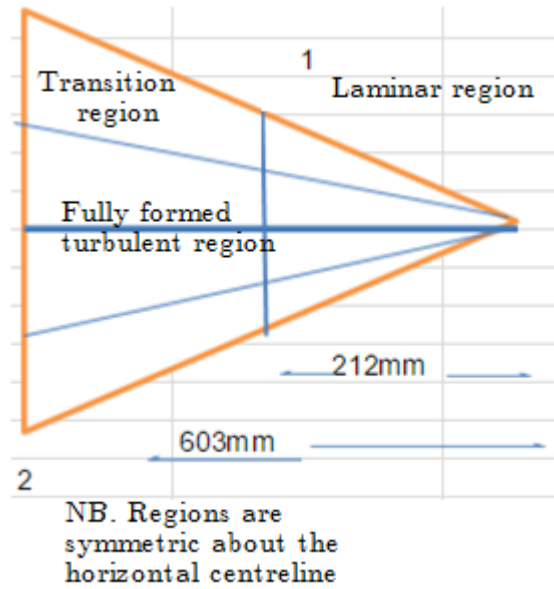 1
Transition
region
Laminar region
Fully formed
turbulent region
212mm
603mm
2
NB. Regions are
symmetric about the
horizontal centreline